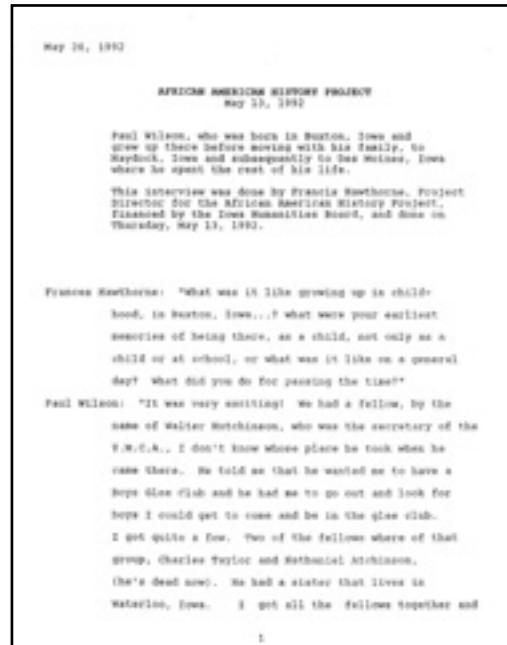 May 26, 1992
AFRICAN AMERICAN HISTORY PROJECT
May 13, 1992
Paul Wilson, who was born in Buxton, Iowa and
grew up there before moving with his family, to
Haydock, Iowa and subsequently to Des Moines, Iowa
where he spent the rest of his life.
This interview was done by Francis Hawthorne, Project
Director for the African American History Project,
financed by the Iowa Humanities Board, and done on
Thursday, May 13, 1992.
Frances Hawthorne: "What was it like growing up in child-
hood, in Buxton, Iowa...? what were your earliest
memories of being there, as a child, not only as a
child or at school, or what was it like on a general
day? What did you do for passing the time?"
Paul Wilson: "It was very exciting! We had a fellow, by the
name of Walter Hutchinson, who was the secretary of the
Y.M.C.A., I don't know whose place he took when he
came there. He told me that he wanted me to have a
Boys Glee Club and he had me to go out and look for
boys I could get to come and be in the glee club.
I got quite a few. Two of the fellows where of that
group, Charles Taylor and Nathaniel Atchinson,
(he's dead now). He had a sister that lives in
Waterloo, Iowa. I got all the fellows together and
1